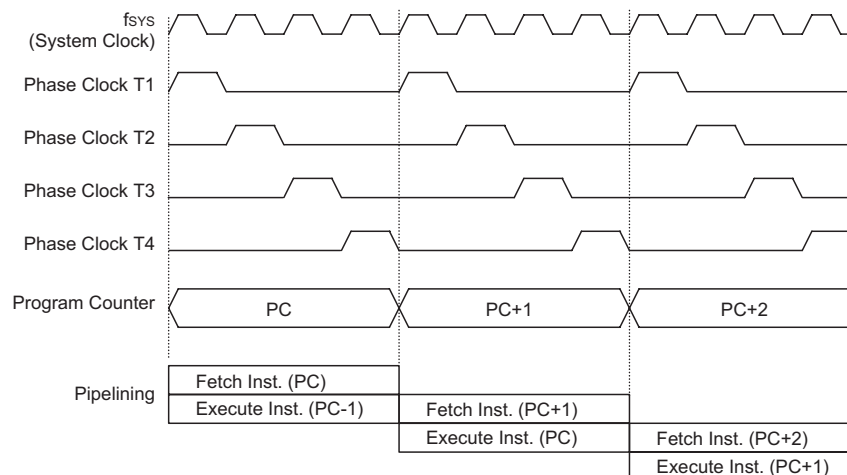 fSYS
(System Clock)
Phase Clock T1
Phase Clock T2
Phase Clock T3
Phase Clock T4
Program Counter
PC
PC+1
PC+2
Pipelining
Fetch Inst. (PC)
Execute Inst. (PC-1)
Fetch Inst. (PC+1)
Execute Inst. (PC)
Fetch Inst. (PC+2)
Execute Inst. (PC+1)